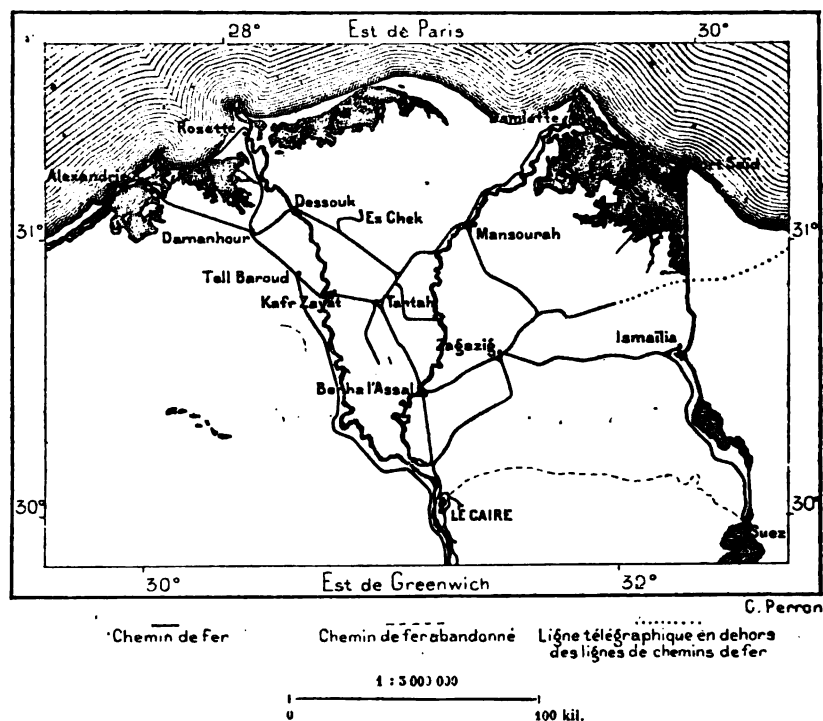 Est de Paris
28°
30°
Rosette
Damiette
Alexandrie
Port Saïd
Dessouk
Es Chek
31°
31°
Damanhour
Mansourah
Tell Baroud
Kafr Zayat
Tantah
Zagazig
Ismaïlia
Benha l'Assal
30°
30°
LE CAIRE
Suez
30°
Est de Greenwich
32°
C. Perron
Chemin de fer
Chemin de fer abandonné
Ligne télégraphique en dehors
des lignes de chemins de fer
1 : 3 000 000
0
100 kil.